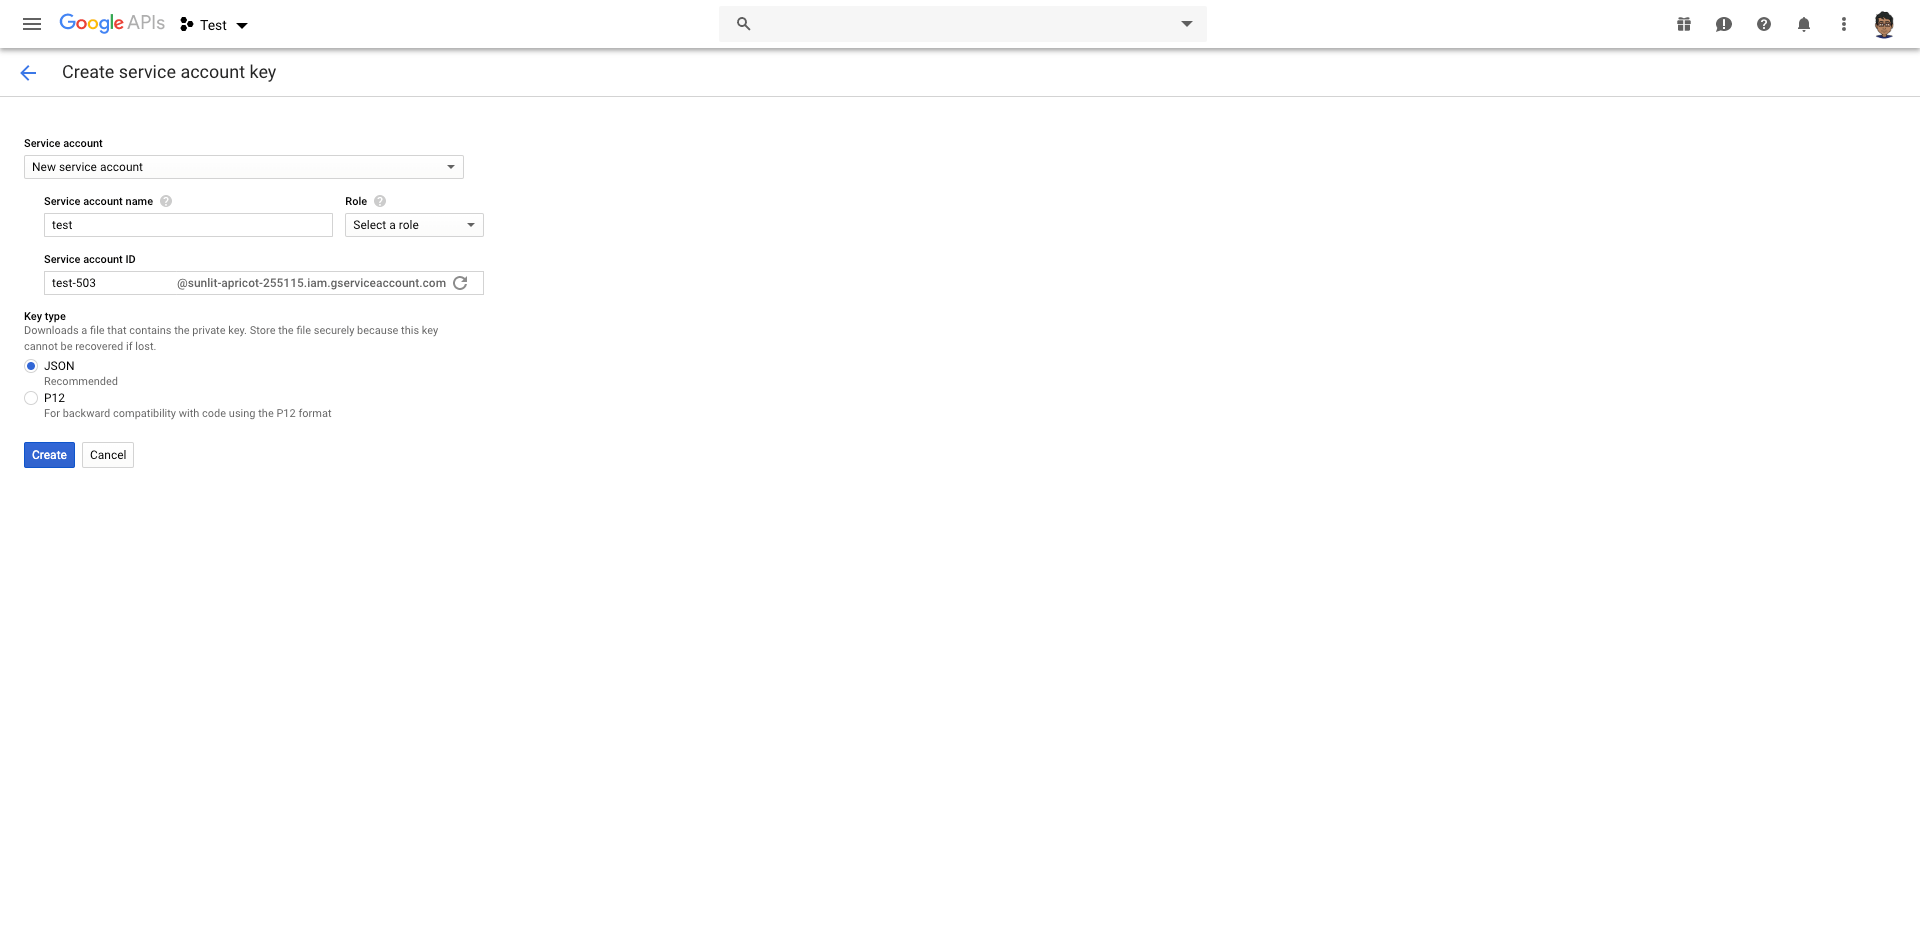 Google APIs Test
Create service account key
Service account
New service account
Service account name Role
test Select a role
Service account ID
test-503 @sunlit-apricot-255115.iam.gserviceaccount.com
Key type
Downloads a file that contains the private key. Store the file securely because this key
cannot be recovered if lost.
JSON
Recommended
P12
For backward compatibility with code using the P12 format
Create Cancel